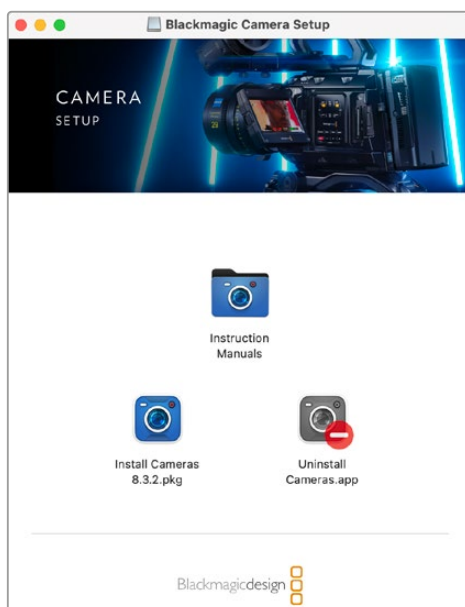 Blackmagic Camera Setup
CAMERA
SETUP
Instruction
Manuals
Install Cameras
8.3.2.pkg
Uninstall
Cameras.app
Blackmagicdesign